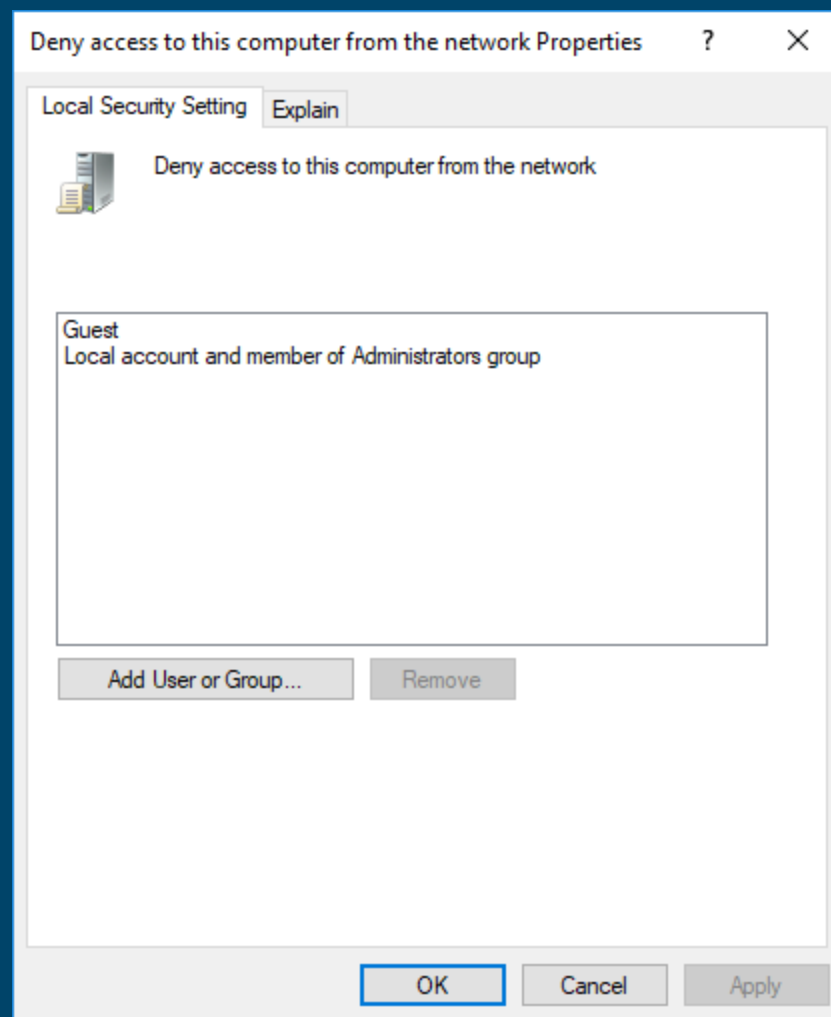 Deny access to this computer from the network Properties ? X
Local Security Setting Explain
Deny access to this computer from the network
Guest
Local account and member of Administrators group
Add User or Group... Remove
OK Cancel Apply